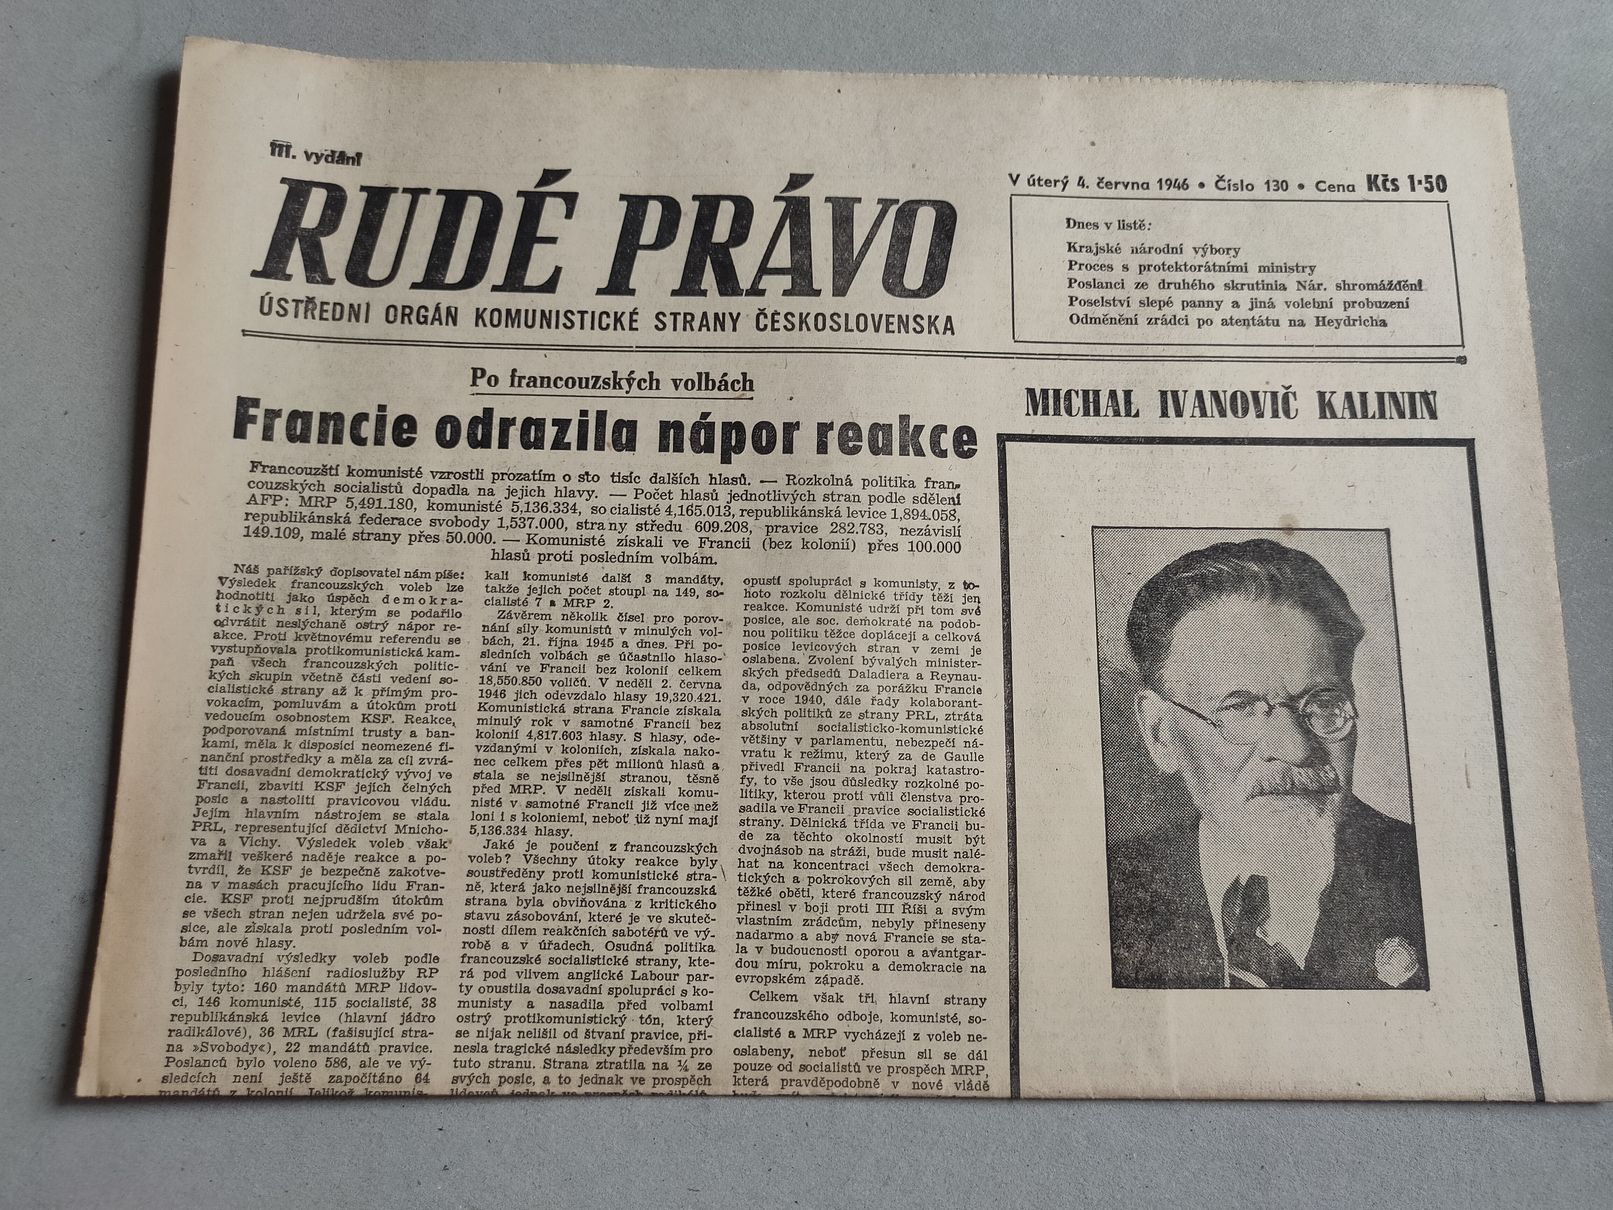 III. vydání
RUDÉ PRÁVO
ÚSTŘEDNÍ ORGÁN KOMUNISTICKÉ STRANY ČESKOSLOVENSKA
V úterý 4. června 1946 • Číslo 130 • Cena Kčs 1·50
Dnes v listě:
Krajské národní výbory
Proces s protektorátními ministry
Poslanci ze druhého skrutinia Nár. shromáždění
Poselství slepé panny a jiná volební probuzení
Odměnění zrádci po atentátu na Heydricha
Po francouzských volbách
Francie odrazila nápor reakce
Francouzští komunisté vzrostli prozatím o sto tisíc dalších hlasů. — Rozkolná politika fran-
couzských socialistů dopadla na jejich hlavy. — Počet hlasů jednotlivých stran podle sdělení
AFP: MRP 5,491.180, komunisté 5,136.334, socialisté 4,165.013, republikánská levice 1,894.058,
republikánská federace svobody 1,537.000, strany středu 609.208, pravice 282.783, nezávislí
149.109, malé strany přes 50.000. — Komunisté získali ve Francii (bez kolonií) přes 100.000
hlasů proti posledním volbám.
Náš pařížský dopisovatel nám píše:
Výsledek francouzských voleb lze
hodnotiti jako úspěch demokra-
tických sil, kterým se podařilo
odvrátit neslýchaně ostrý nápor re-
akce. Proti květnovému referendu se
vystupňovala protikomunistická kam-
paň všech francouzských politic-
kých skupin včetně části vedení so-
cialistické strany až k přímým pro-
vokacím, pomluvám a útokům proti
vedoucím osobnostem KSF. Reakce,
podporovaná místními trusty a ban-
kami, měla k disposici neomezené fi-
nanční prostředky a měla za cíl zvrá-
titi dosavadní demokratický vývoj ve
Francii, zbaviti KSF jejích čelných
posic a nastoliti pravicovou vládu.
Jejím hlavním nástrojem se stala
PRL, representující dědictví Mnicho-
va a Vichy. Výsledek voleb však
zmařil veškeré naděje reakce a po-
tvrdil, že KSF je bezpečně zakotve-
na v masách pracujícího lidu Fran-
cie. KSF proti nejprudším útokům
se všech stran nejen udržela své po-
sice, ale získala proti posledním vol-
bám nové hlasy.
Dosavadní výsledky voleb podle
posledního hlášení radioslužby RP
byly tyto: 160 mandátů MRP lidov-
ci, 146 komunisté, 115 socialisté, 38
republikánská levice (hlavní jádro
radikálové), 36 MRL (fašisující stra-
na »Svobody«), 22 mandátů pravice.
Poslanců bylo voleno 586, ale ve vý-
sledcích není ještě započítáno 64
mandátů z kolonií. Jelikož komunis-
kali komunisté další 3 mandáty,
takže jejich počet stoupl na 149, so-
cialisté 7 a MRP 2.
Závěrem několik čísel pro porov-
nání síly komunistů v minulých vol-
bách, 21. října 1945 a dnes. Při po-
sledních volbách se účastnilo hlaso-
vání ve Francii bez kolonií celkem
18,550.850 voličů. V neděli 2. června
1946 jich odevzdalo hlasy 19,320.421.
Komunistická strana Francie získala
minulý rok v samotné Francii bez
kolonií 4,817.603 hlasy. S hlasy, ode-
vzdanými v koloniích, získala nako-
nec celkem přes pět milionů hlasů a
stala se nejsilnější stranou, těsně
před MRP. V neděli získali komu-
nisté v samotné Francii již více než
loni i s koloniemi, neboť již nyní mají
5,136.334 hlasy.
Jaké je poučení z francouzských
voleb? Všechny útoky reakce byly
soustředěny proti komunistické stra-
ně, která jako nejsilnější francouzská
strana byla obviňována z kritického
stavu zásobování, které je ve skuteč-
nosti dílem reakčních sabotérů ve vý-
robě a v úřadech. Osudná politika
francouzské socialistické strany, kte-
rá pod vlivem anglické Labour par-
ty opustila dosavadní spolupráci s ko-
munisty a nasadila před volbami
ostrý protikomunistický tón, který
se nijak nelišil od štvaní pravice, při-
nesla tragické následky především pro
tuto stranu. Strana ztratila na ¼ ze
svých posic, a to jednak ve prospěch
lidovců jednak ve prospěch radikálů,
opustí spolupráci s komunisty, z to-
hoto rozkolu dělnické třídy těží jen
reakce. Komunisté udrží při tom své
posice, ale soc. demokraté na podob-
nou politiku těžce doplácejí a celková
posice levicových stran v zemi je
oslabena. Zvolení bývalých minister-
ských předsedů Daladiera a Reynau-
da, odpovědných za porážku Francie
v roce 1940, dále řady kolaborant-
ských politiků ze strany PRL, ztráta
absolutní socialisticko-komunistické
většiny v parlamentu, nebezpečí ná-
vratu k režimu, který za de Gaulle
přivedl Francii na pokraj katastro-
fy, to vše jsou důsledky rozkolné po-
litiky, kterou proti vůli členstva pro-
sadila ve Francii pravice socialistické
strany. Dělnická třída ve Francii bu-
de za těchto okolností musit být
dvojnásob na stráži, bude musit nalé-
hat na koncentraci všech demokra-
tických a pokrokových sil země, aby
těžké oběti, které francouzský národ
přinesl v boji proti III Říši a svým
vlastním zrádcům, nebyly přineseny
nadarmo a aby nová Francie se sta-
la v budoucnosti oporou a avantgar-
dou míru, pokroku a demokracie na
evropském západě.
Celkem však tři hlavní strany
francouzského odboje, komunisté, so-
cialisté a MRP vycházejí z voleb ne-
oslabeny, neboť přesun sil se dál
pouze od socialistů ve prospěch MRP,
která pravděpodobně v nové vládě
MICHAL IVANOVIČ KALININ